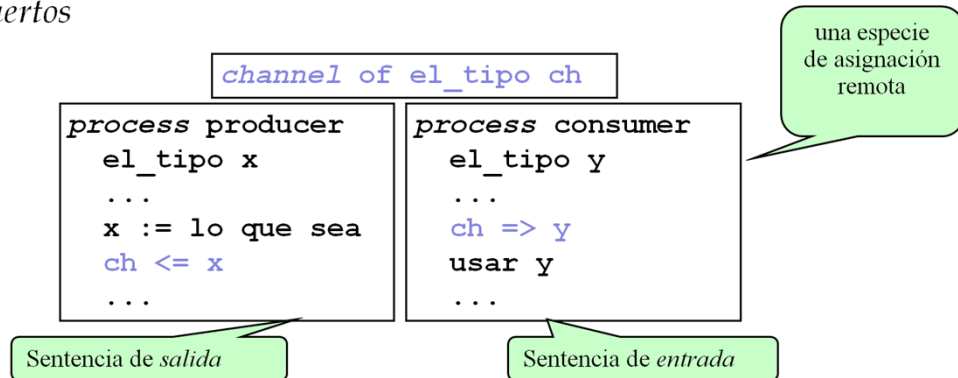 una especie
de asignación
remota
channel of el_tipo ch
process producer
el_tipo x
...
x := lo que sea
ch <= x
...
process consumer
el_tipo y
...
ch => y
usar y
...
Sentencia de salida
Sentencia de entrada